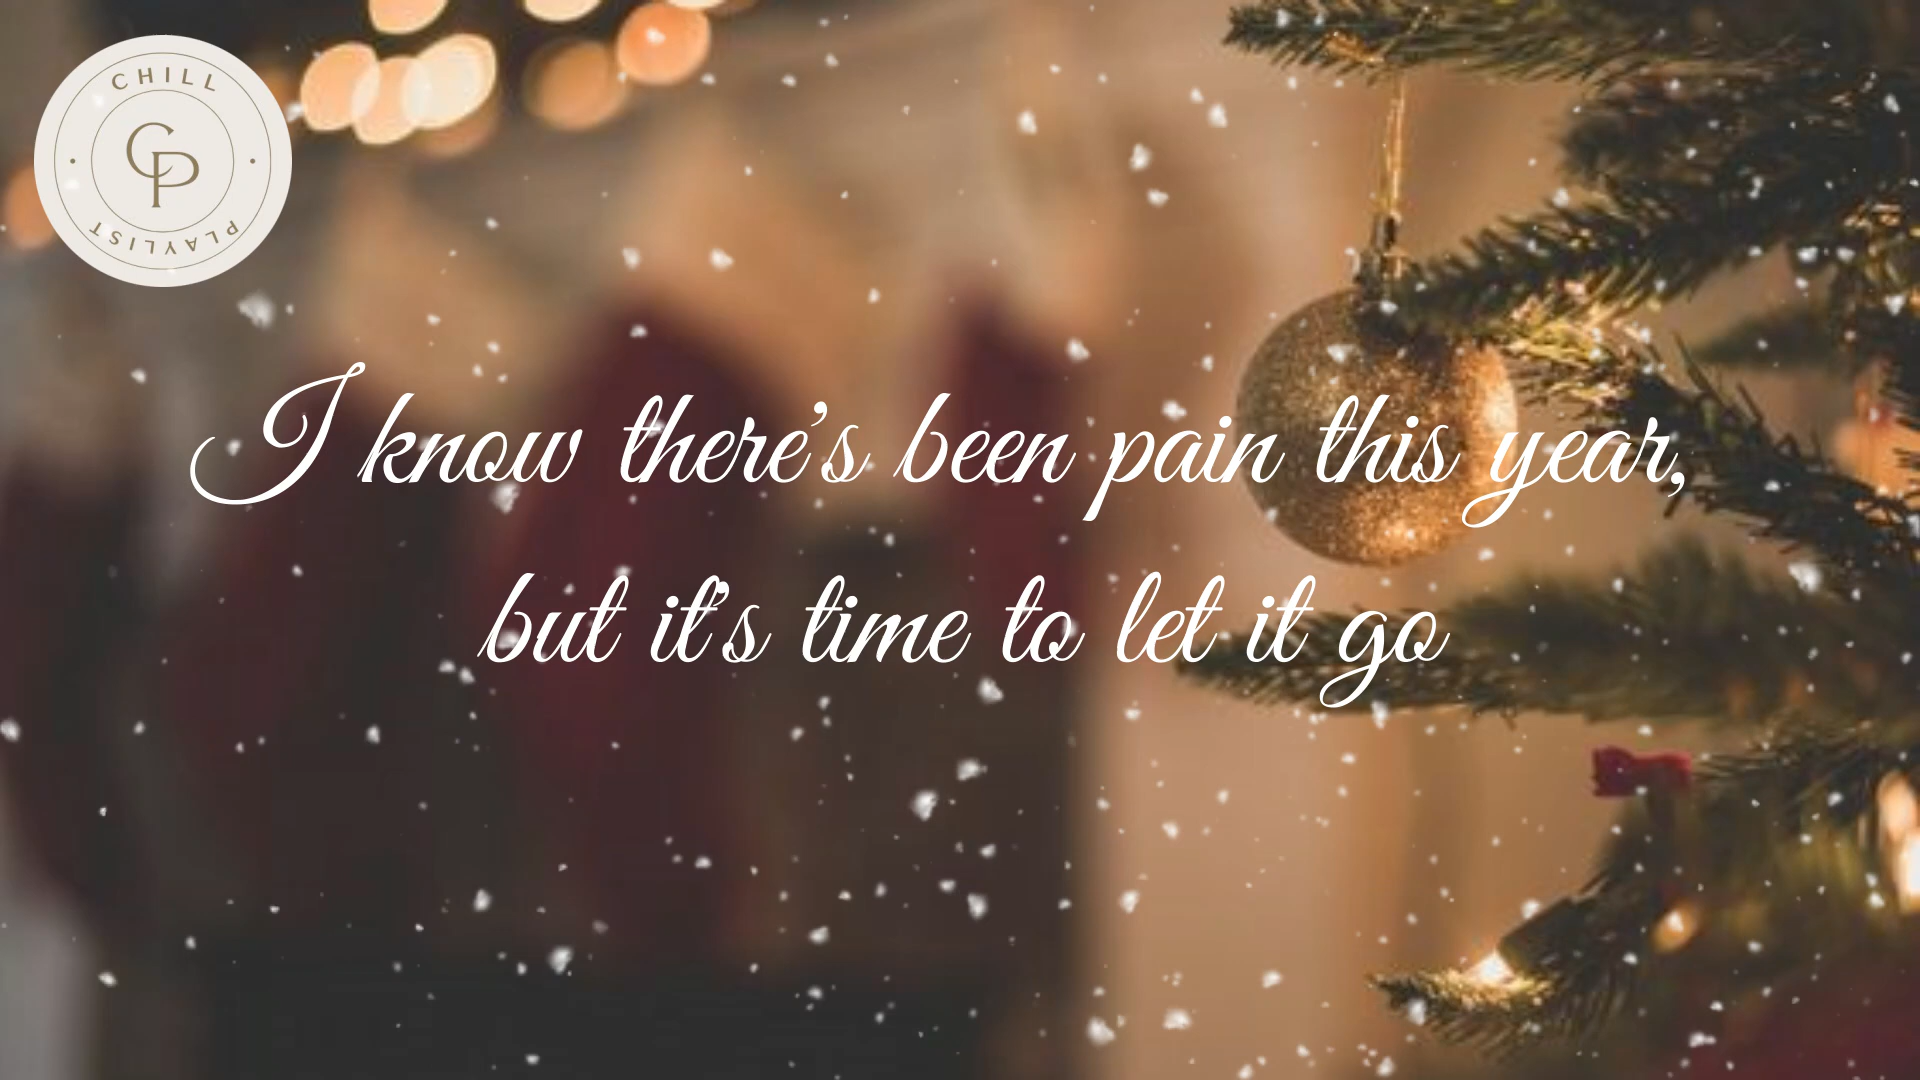 CHILL
CP
PLAYLIST
I know there's been pain this year,
but it's time to let it go